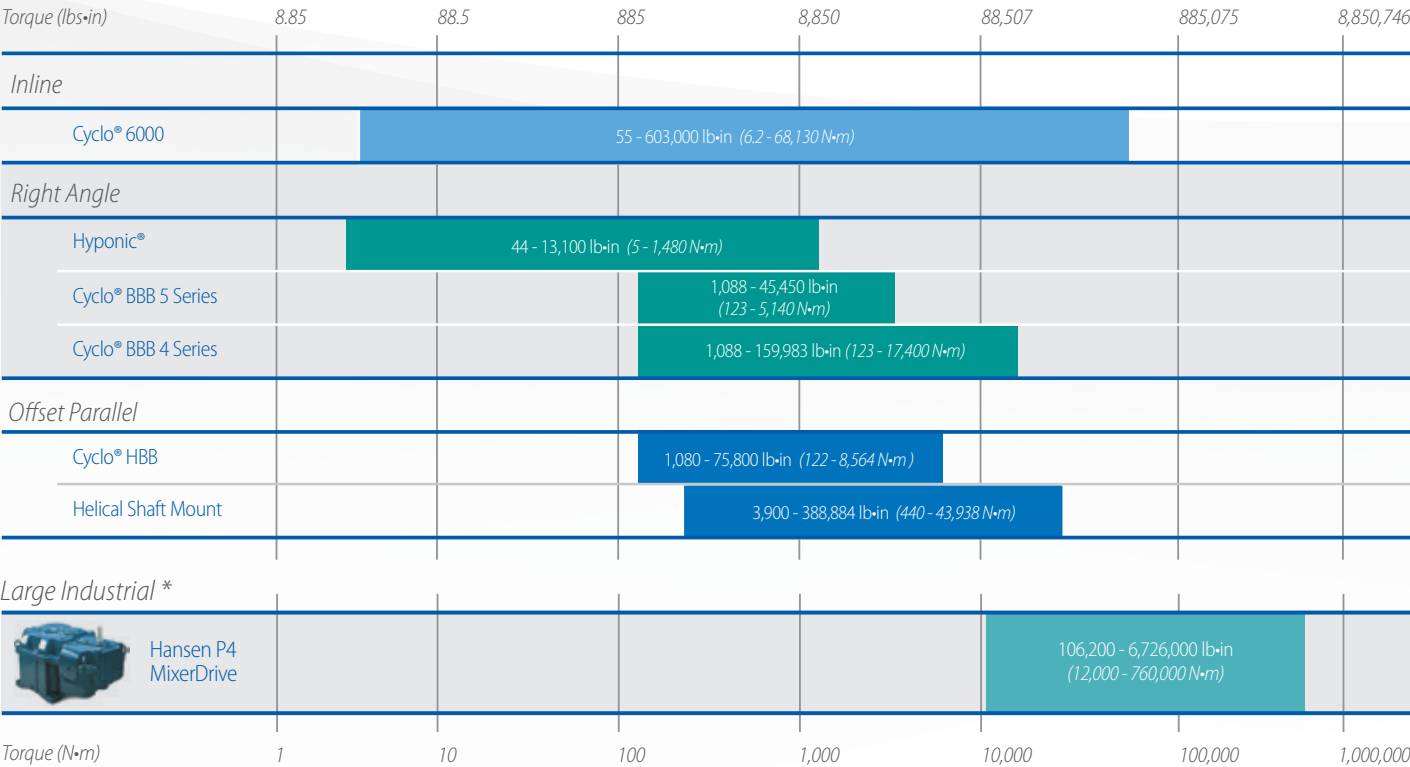 Torque (lbs•in) 8.85 88.5 885 8,850 88,507 885,075 8,850,746
Inline
Cyclo® 6000 55 - 603,000 lb•in (6.2 - 68,130 N•m)
Right Angle
Hyponic® 44 - 13,100 lb•in (5 - 1,480 N•m)
Cyclo® BBB 5 Series 1,088 - 45,450 lb•in
(123 - 5,140 N•m)
Cyclo® BBB 4 Series 1,088 - 159,983 lb•in (123 - 17,400 N•m)
Offset Parallel
Cyclo® HBB 1,080 - 75,800 lb•in (122 - 8,564 N•m )
Helical Shaft Mount 3,900 - 388,884 lb•in (440 - 43,938 N•m)
Large Industrial *
Hansen P4 106,200 - 6,726,000 lb•in
MixerDrive (12,000 - 760,000 N•m)
Torque (N•m) 1 10 100 1,000 10,000 100,000 1,000,000